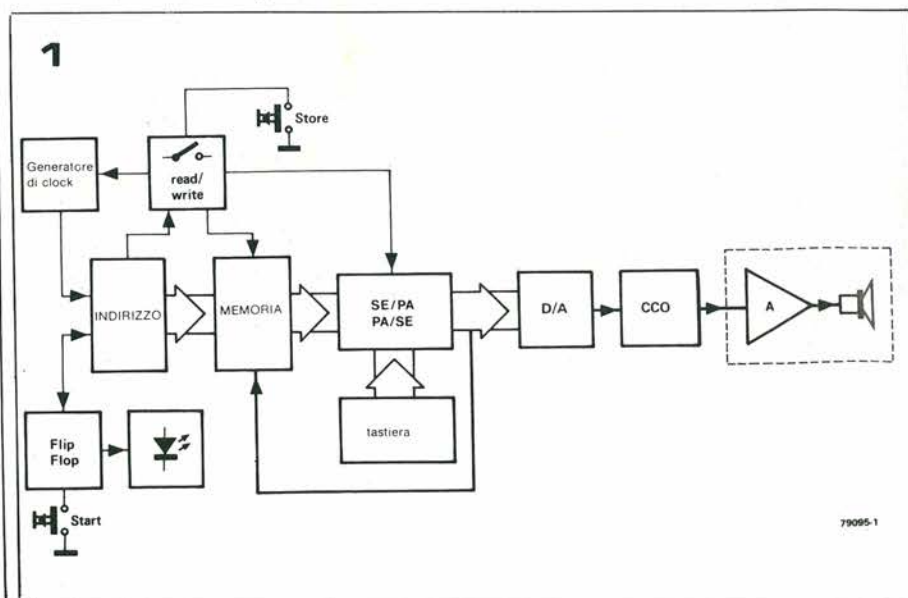 1
Store
Generatore
di clock
read/
write
INDIRIZZO
MEMORIA
SE/PA
PA/SE
D/A
CCO
A
tastiera
Flip
Flop
Start
79095-1